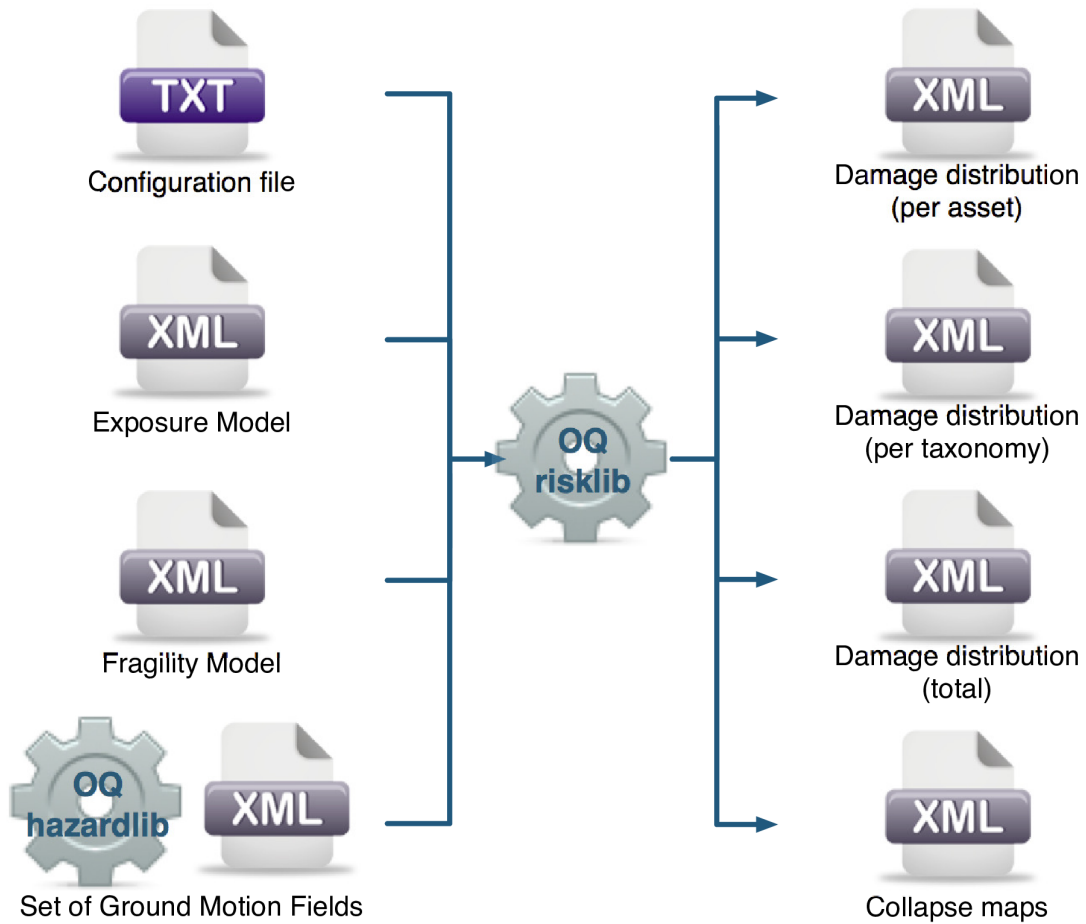 TXT
Configuration file
XML
Exposure Model
XML
Fragility Model
OQ
hazardlib
XML
Set of Ground Motion Fields
OQ
risklib
XML
Damage distribution
(per asset)
XML
Damage distribution
(per taxonomy)
XML
Damage distribution
(total)
XML
Collapse maps